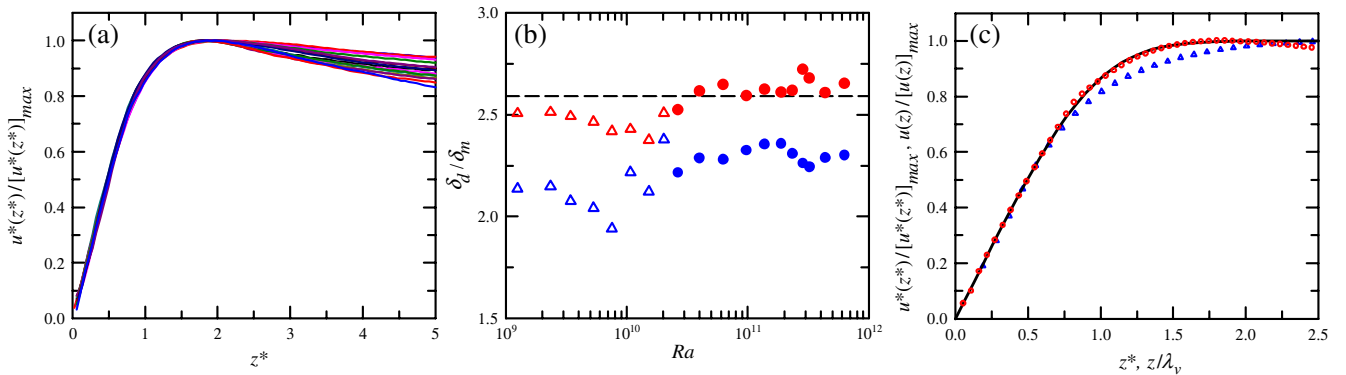 (a)
u*(z*)/[u*(z*)]max
1.0
0.8
0.6
0.4
0.2
0.0
0 1 2 3 4 5
z*
(b)
δd/δm
3.0
2.5
2.0
1.5
10^9 10^10 10^11 10^12
Ra
(c)
u*(z*)/[u*(z*)]max, u(z)/[u(z)]max
1.0
0.8
0.6
0.4
0.2
0.0
0.0 0.5 1.0 1.5 2.0 2.5
z*, z/λv